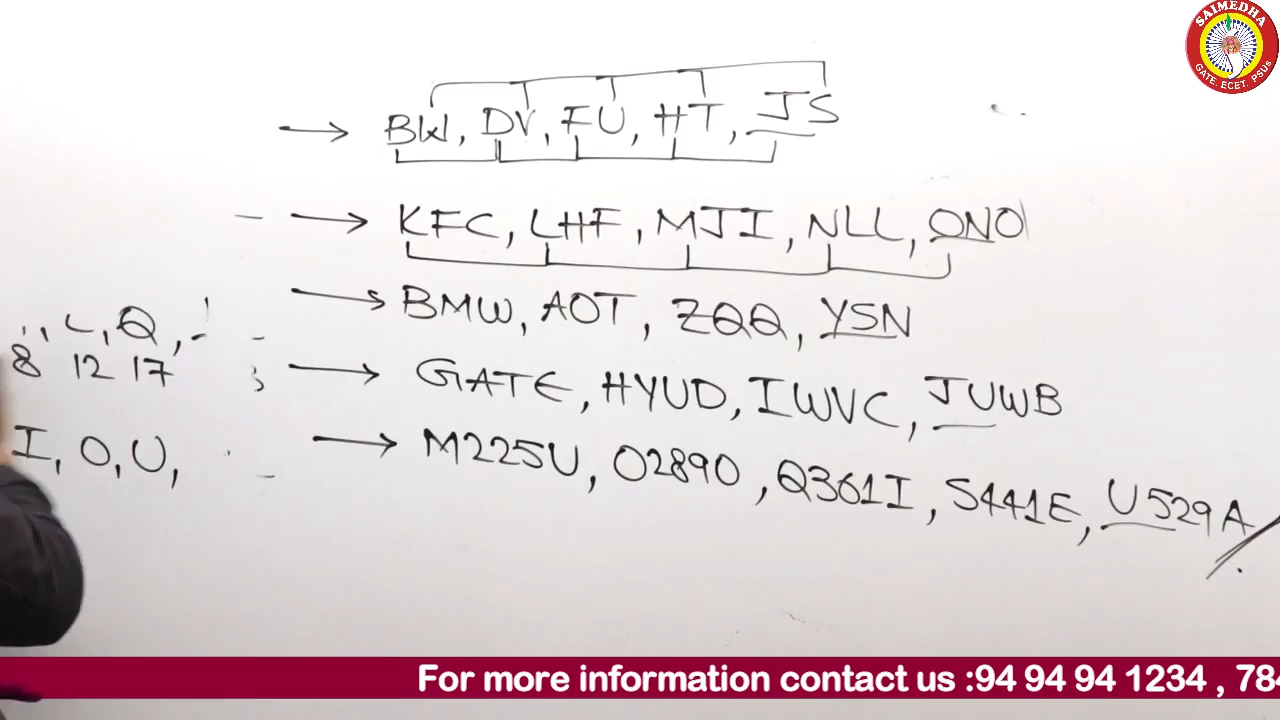 SAIMEDHA
GATE. ECET. PSUs
→ BW, DV, FU, HT, JS
→ KFC, LHF, MJI, NLL, ONO
→ BMW, AOT, ZQQ, YSN
L, Q,
8 12 17
→ GATE, HYUD, IWVC, JUWB
I, O, U,
→ M225U, O289O, Q361I, S441E, U529A
For more information contact us :94 94 94 1234 , 784